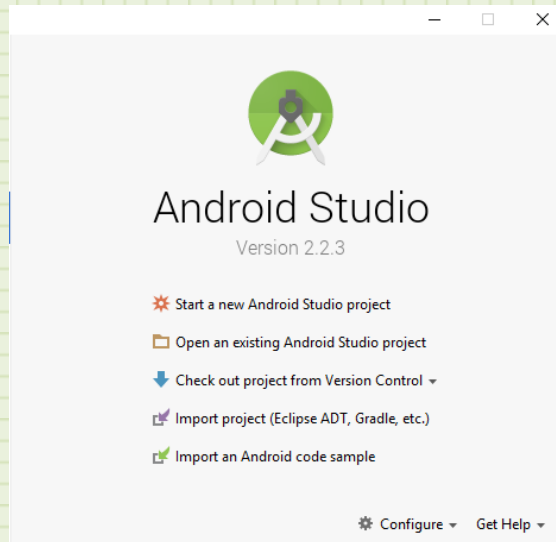 Android Studio
Version 2.2.3
Start a new Android Studio project
Open an existing Android Studio project
Check out project from Version Control
Import project (Eclipse ADT, Gradle, etc.)
Import an Android code sample
Configure Get Help